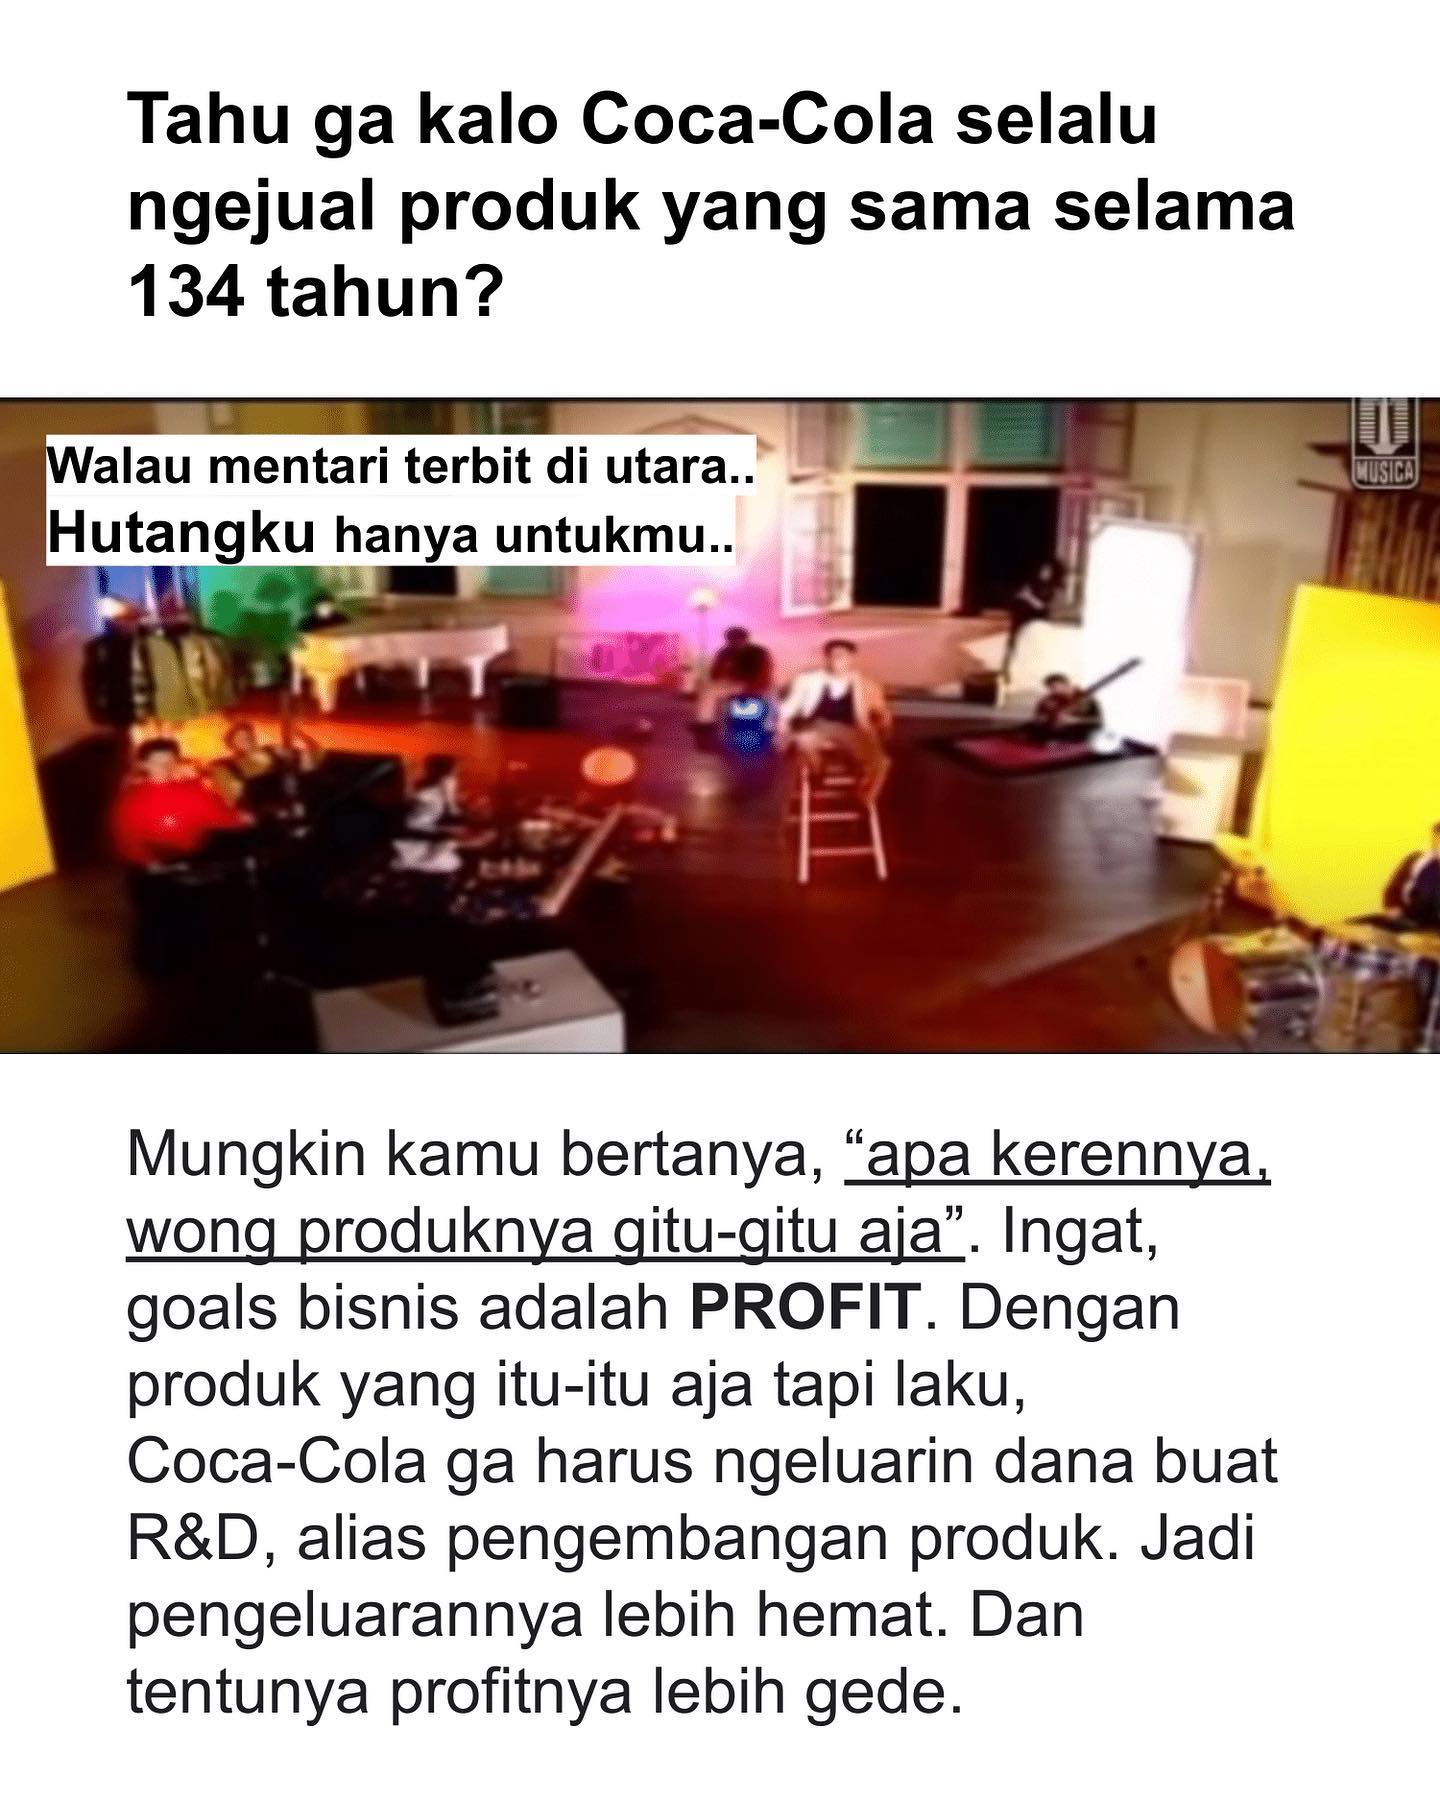 Tahu ga kalo Coca-Cola selalu
ngejual produk yang sama selama
134 tahun?
MUSICA
Walau mentari terbit di utara..
Hutangku hanya untukmu..
Mungkin kamu bertanya, “apa kerennya,
wong produknya gitu-gitu aja”. Ingat,
goals bisnis adalah PROFIT. Dengan
produk yang itu-itu aja tapi laku,
Coca-Cola ga harus ngeluarin dana buat
R&D, alias pengembangan produk. Jadi
pengeluarannya lebih hemat. Dan
tentunya profitnya lebih gede.